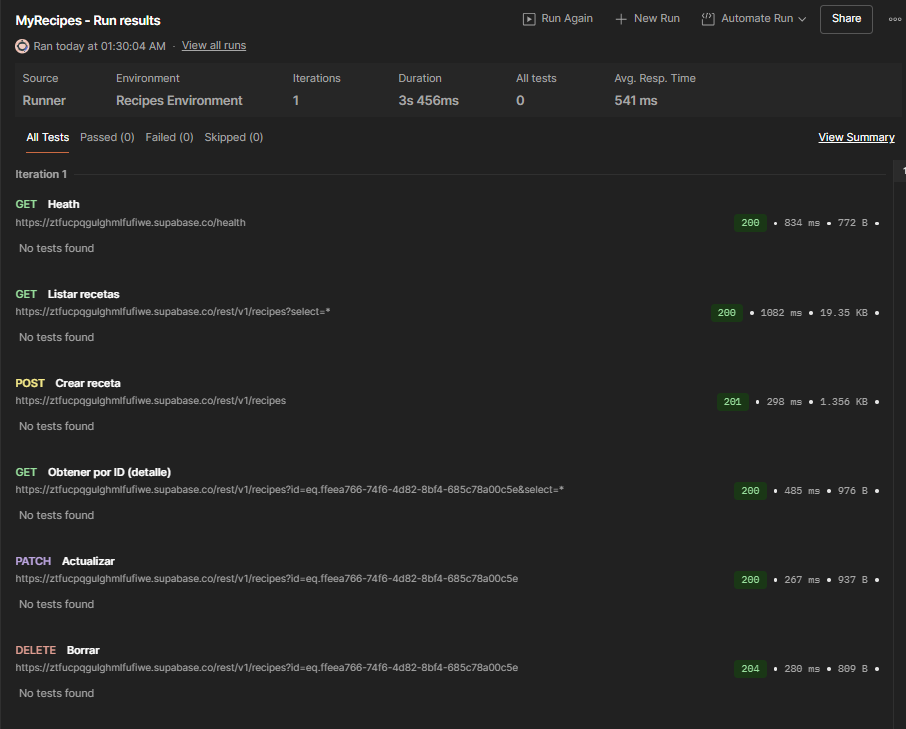 MyRecipes - Run results
Run Again
New Run
Automate Run
Share
Ran today at 01:30:04 AM · View all runs
Source Environment Iterations Duration All tests Avg. Resp. Time
Runner Recipes Environment 1 3s 456ms 0 541 ms
All Tests Passed (0) Failed (0) Skipped (0) View Summary
Iteration 1
1
GET Heath
https://ztfucpqgulghmlfufiwe.supabase.co/health
200 • 834 ms • 772 B •
No tests found
GET Listar recetas
https://ztfucpqgulghmlfufiwe.supabase.co/rest/v1/recipes?select=*
200 • 1082 ms • 19.35 KB •
No tests found
POST Crear receta
https://ztfucpqgulghmlfufiwe.supabase.co/rest/v1/recipes
201 • 298 ms • 1.356 KB •
No tests found
GET Obtener por ID (detalle)
https://ztfucpqgulghmlfufiwe.supabase.co/rest/v1/recipes?id=eq.ffeea766-74f6-4d82-8bf4-685c78a00c5e&select=*
200 • 485 ms • 976 B •
No tests found
PATCH Actualizar
https://ztfucpqgulghmlfufiwe.supabase.co/rest/v1/recipes?id=eq.ffeea766-74f6-4d82-8bf4-685c78a00c5e
200 • 267 ms • 937 B •
No tests found
DELETE Borrar
https://ztfucpqgulghmlfufiwe.supabase.co/rest/v1/recipes?id=eq.ffeea766-74f6-4d82-8bf4-685c78a00c5e
204 • 280 ms • 809 B •
No tests found